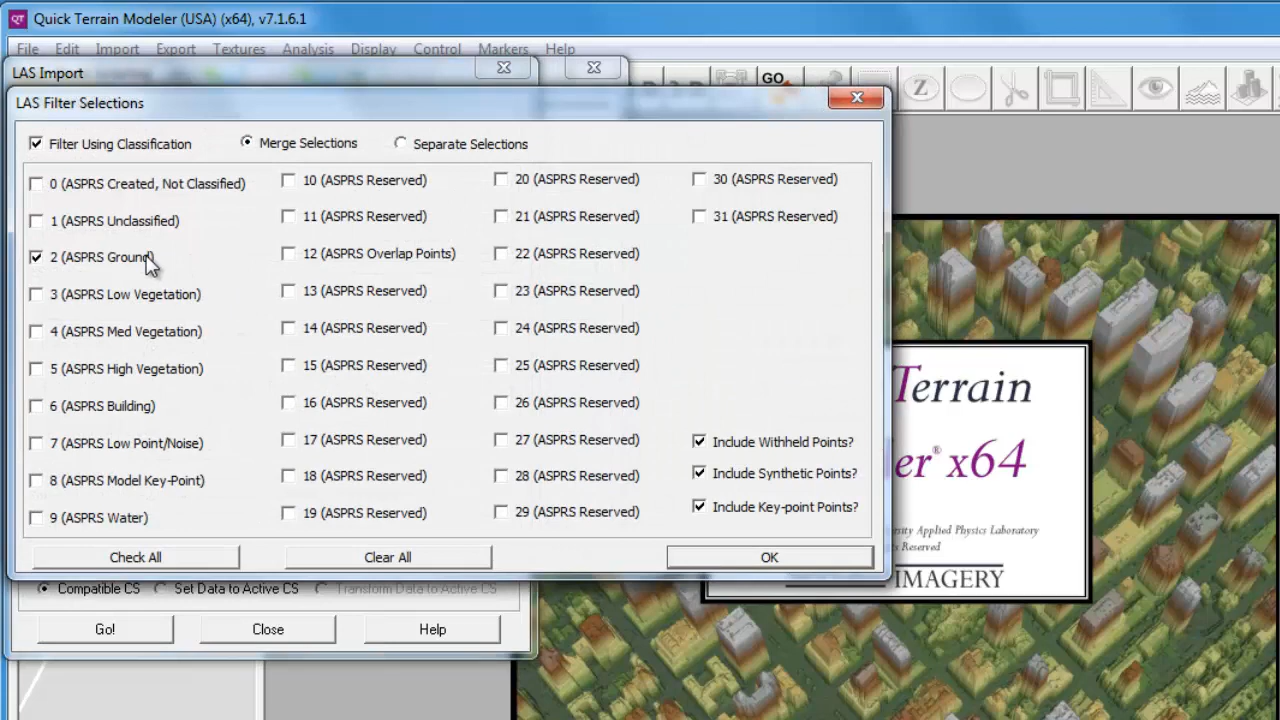 Quick Terrain Modeler (USA) (x64), v7.1.6.1
File Edit Import Export Textures Analysis Display Control Markers Help
LAS Import
GO
Z
LAS Filter Selections
Filter Using Classification
Merge Selections
Separate Selections
0 (ASPRS Created, Not Classified)
1 (ASPRS Unclassified)
2 (ASPRS Ground)
3 (ASPRS Low Vegetation)
4 (ASPRS Med Vegetation)
5 (ASPRS High Vegetation)
6 (ASPRS Building)
7 (ASPRS Low Point/Noise)
8 (ASPRS Model Key-Point)
9 (ASPRS Water)
10 (ASPRS Reserved)
11 (ASPRS Reserved)
12 (ASPRS Overlap Points)
13 (ASPRS Reserved)
14 (ASPRS Reserved)
15 (ASPRS Reserved)
16 (ASPRS Reserved)
17 (ASPRS Reserved)
18 (ASPRS Reserved)
19 (ASPRS Reserved)
20 (ASPRS Reserved)
21 (ASPRS Reserved)
22 (ASPRS Reserved)
23 (ASPRS Reserved)
24 (ASPRS Reserved)
25 (ASPRS Reserved)
26 (ASPRS Reserved)
27 (ASPRS Reserved)
28 (ASPRS Reserved)
29 (ASPRS Reserved)
30 (ASPRS Reserved)
31 (ASPRS Reserved)
Include Withheld Points?
Include Synthetic Points?
Include Key-point Points?
Check All
Clear All
OK
Terrain
er® x64
ersity Applied Physics Laboratory
ts Reserved
IMAGERY
Compatible CS
Set Data to Active CS
Transform Data to Active CS
Go!
Close
Help